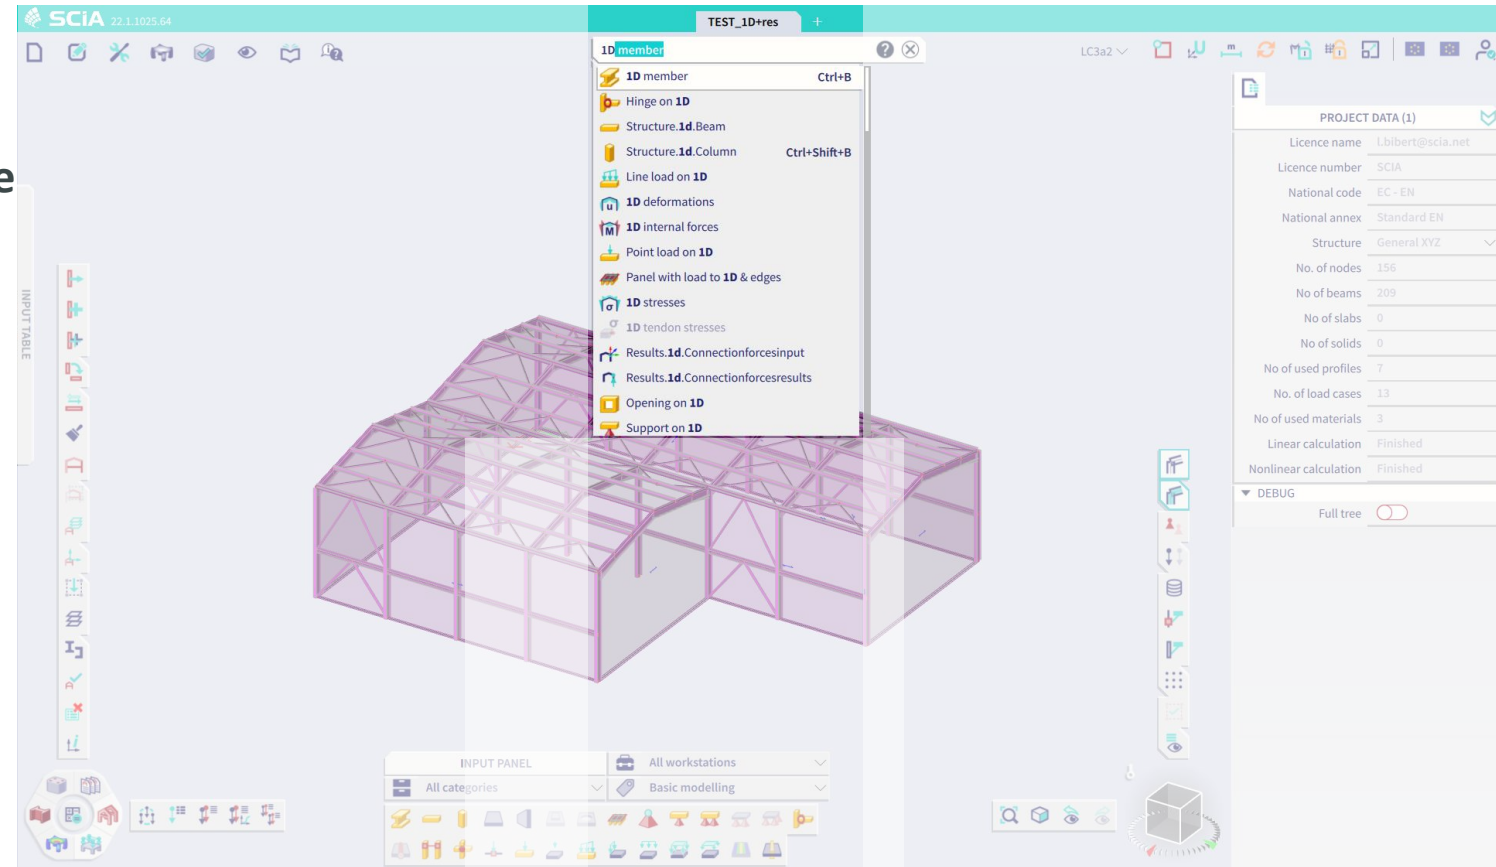 SCiA 22.1.1025.64
TEST_1D+res
+
1D member
LC3a2
1D member Ctrl+B
Hinge on 1D
Structure.1d.Beam
Structure.1d.Column Ctrl+Shift+B
Line load on 1D
1D deformations
1D internal forces
Point load on 1D
Panel with load to 1D & edges
1D stresses
1D tendon stresses
Results.1d.Connectionforcesinput
Results.1d.Connectionforcesresults
Opening on 1D
Support on 1D
e
INPUT TABLE
PROJECT DATA (1)
Licence name l.bibert@scia.net
Licence number SCIA
National code EC - EN
National annex Standard EN
Structure General XYZ
No. of nodes 156
No of beams 209
No of slabs 0
No of solids 0
No of used profiles 7
No. of load cases 13
No of used materials 3
Linear calculation Finished
Nonlinear calculation Finished
DEBUG
Full tree
INPUT PANEL All workstations
All categories Basic modelling